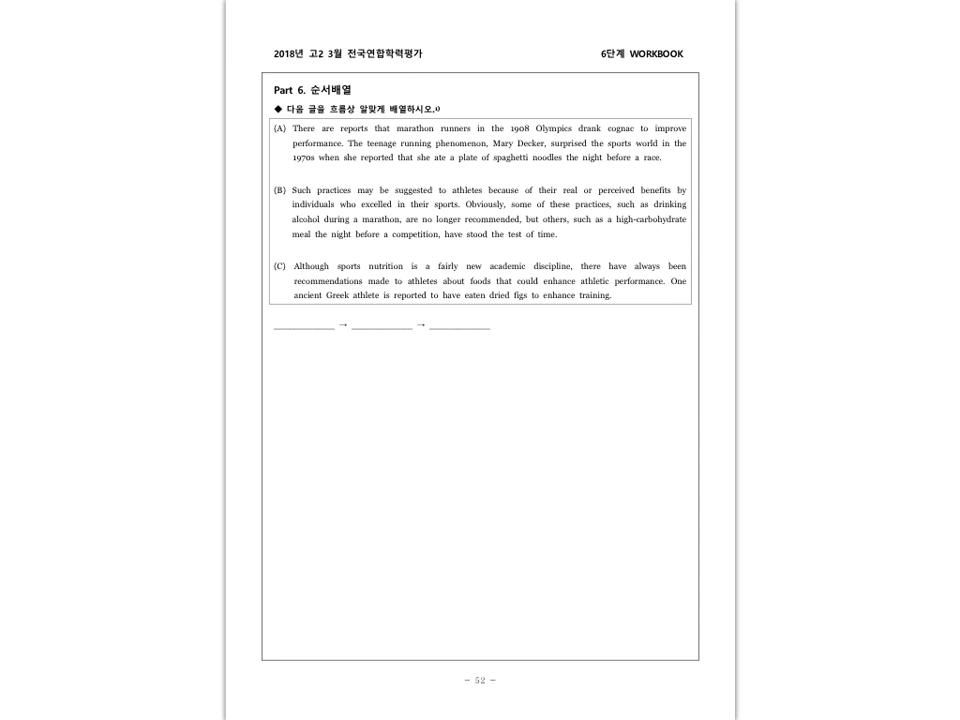 2018년 고2 3월 전국연합학력평가 6단계 WORKBOOK
Part 6. 순서배열
◆ 다음 글을 흐름상 알맞게 배열하시오.1)
(A) There are reports that marathon runners in the 1908 Olympics drank cognac to improve
performance. The teenage running phenomenon, Mary Decker, surprised the sports world in the
1970s when she reported that she ate a plate of spaghetti noodles the night before a race.
(B) Such practices may be suggested to athletes because of their real or perceived benefits by
individuals who excelled in their sports. Obviously, some of these practices, such as drinking
alcohol during a marathon, are no longer recommended, but others, such as a high-carbohydrate
meal the night before a competition, have stood the test of time.
(C) Although sports nutrition is a fairly new academic discipline, there have always been
recommendations made to athletes about foods that could enhance athletic performance. One
ancient Greek athlete is reported to have eaten dried figs to enhance training.
____________ → ____________ → ____________
- 52 -